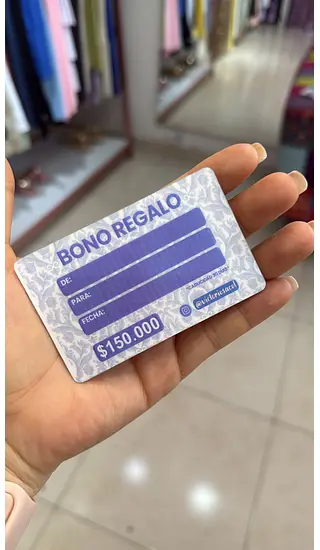 BONO REGALO
DE:
PARA:
FECHA:
$150.000